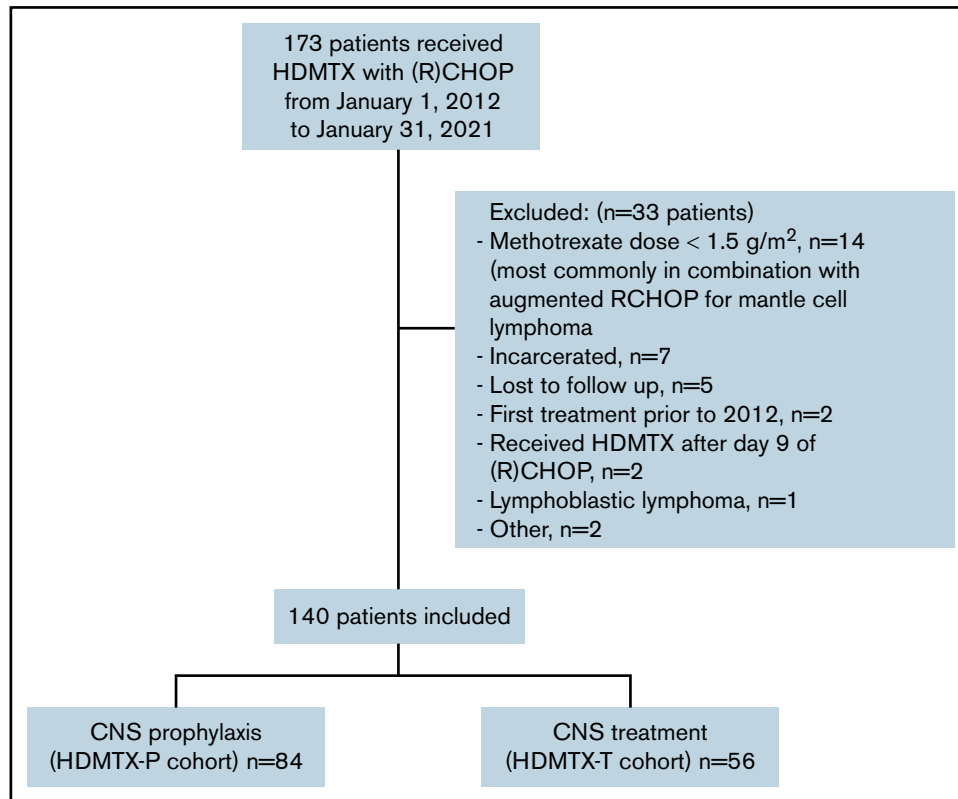 173 patients received
HDMTX with (R)CHOP
from January 1, 2012
to January 31, 2021
Excluded: (n=33 patients)
- Methotrexate dose < 1.5 g/m², n=14
(most commonly in combination with
augmented RCHOP for mantle cell
lymphoma
- Incarcerated, n=7
- Lost to follow up, n=5
- First treatment prior to 2012, n=2
- Received HDMTX after day 9 of
(R)CHOP, n=2
- Lymphoblastic lymphoma, n=1
- Other, n=2
140 patients included
CNS prophylaxis
(HDMTX-P cohort) n=84
CNS treatment
(HDMTX-T cohort) n=56